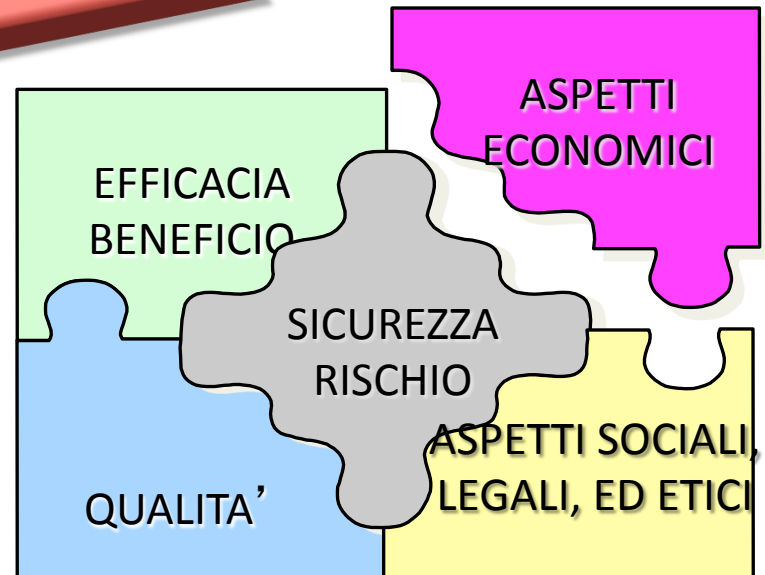 ASPETTI
ECONOMICI
EFFICACIA
BENEFICIO
SICUREZZA
RISCHIO
ASPETTI SOCIALI,
LEGALI, ED ETICI
QUALITA’